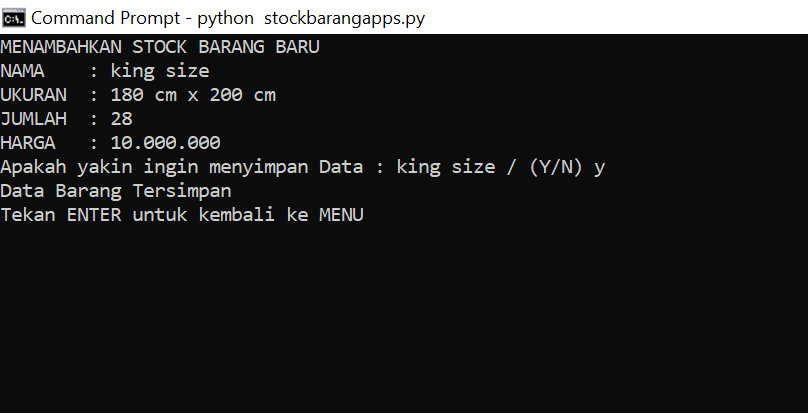 Command Prompt - python  stockbarangapps.py
MENAMBAHKAN STOCK BARANG BARU
NAMA    : king size
UKURAN  : 180 cm x 200 cm
JUMLAH  : 28
HARGA   : 10.000.000
Apakah yakin ingin menyimpan Data : king size / (Y/N) y
Data Barang Tersimpan
Tekan ENTER untuk kembali ke MENU